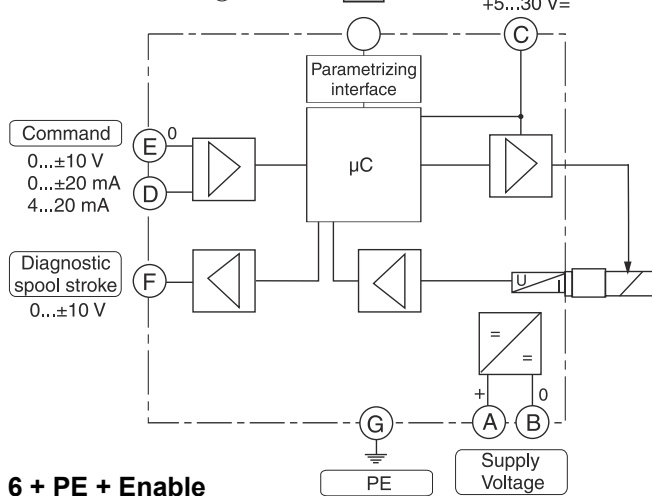 +5...30 V=
C
Parametrizing
interface
Command
E
0
0...±10 V
0...±20 mA
4...20 mA
D
µC
Diagnostic
spool stroke
F
0...±10 V
U
I
=
=
+
0
G
A
B
PE
Supply
Voltage
6 + PE + Enable